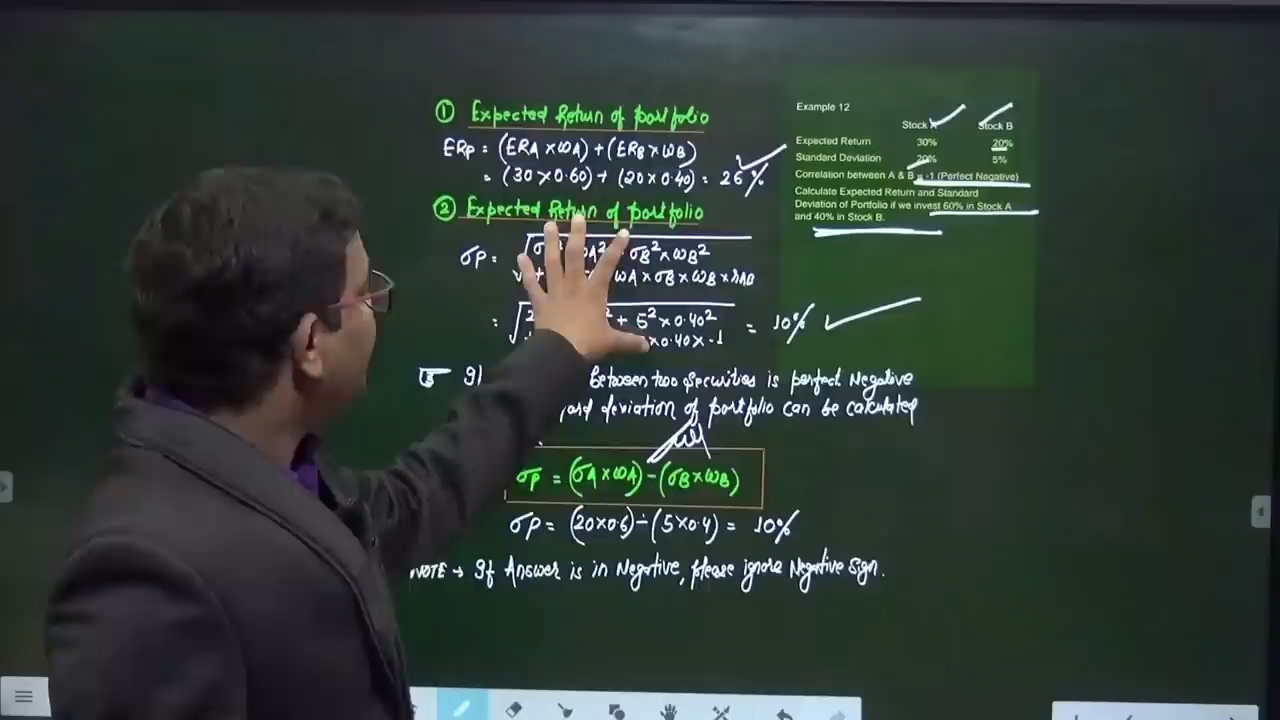 ① Expected Return of portfolio
ERp = (ERA × ωA) + (ERB × ωB)
= (30 × 0.60) + (20 × 0.40) = 26%
② Expected Return of portfolio
σp = ωA² σB² × ωB²
ωA × σB × ωB ×
= + 5² × 0.40² = 10%
× 0.40 × -1
Between two Securities is perfect Negative
deviation of portfolio can be calculated
σp = (σA × ωA) - (σB × ωB)
σp = (20×0.6) - (5×0.4) = 10%
NOTE → If Answer is in Negative, please ignore Negative Sign.
Example 12
Stock A Stock B
Expected Return 30% 20%
Standard Deviation 20% 5%
Correlation between A & B = -1 (Perfect Negative)
Calculate Expected Return and Standard
Deviation of Portfolio if we invest 60% in Stock A
and 40% in Stock B.